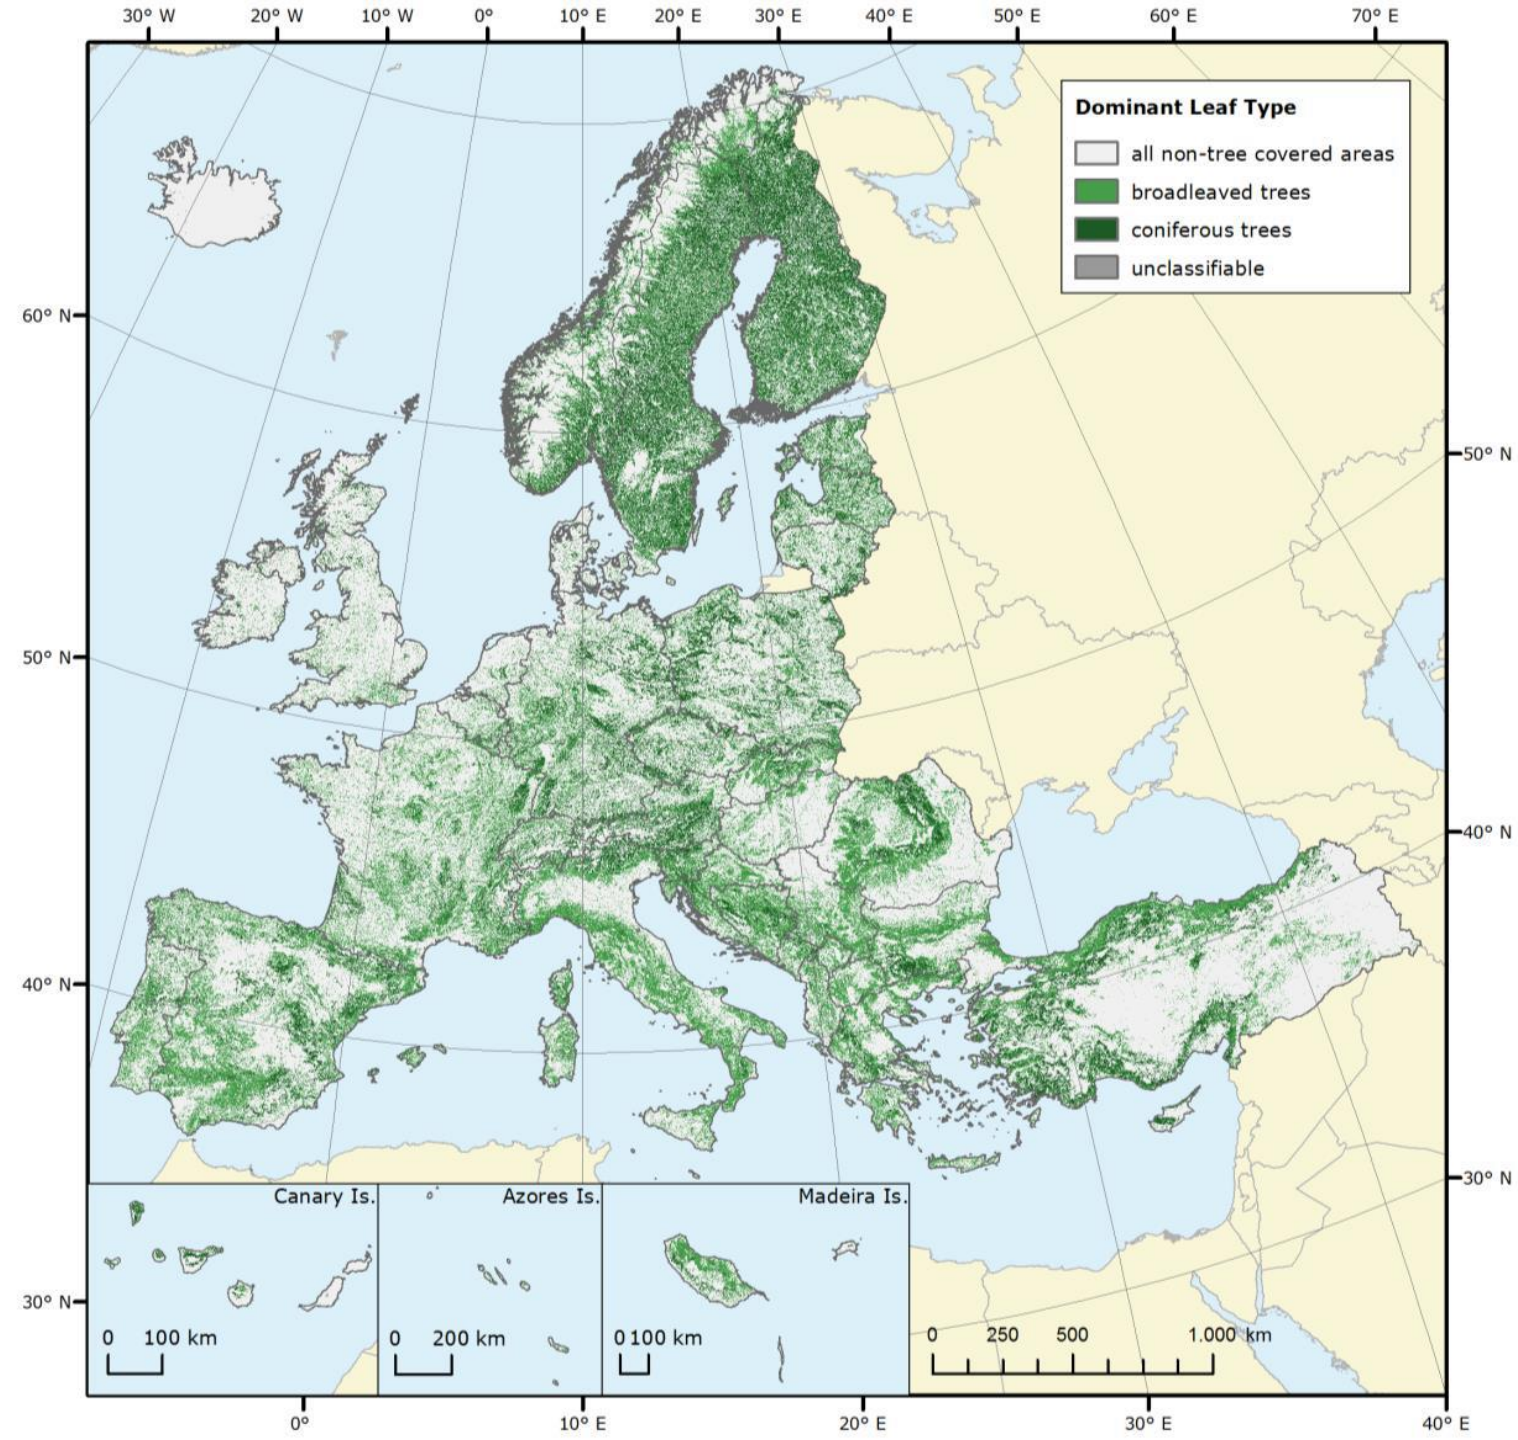 30° W 20° W 10° W 0° 10° E 20° E 30° E 40° E 50° E 60° E 70° E
Dominant Leaf Type
all non-tree covered areas
broadleaved trees
coniferous trees
unclassifiable
60° N
50° N
50° N
40° N
40° N
30° N
Canary Is. Azores Is. Madeira Is.
30° N
0 100 km 0 200 km 0 100 km 0 250 500 1.000 km
0° 10° E 20° E 30° E 40° E